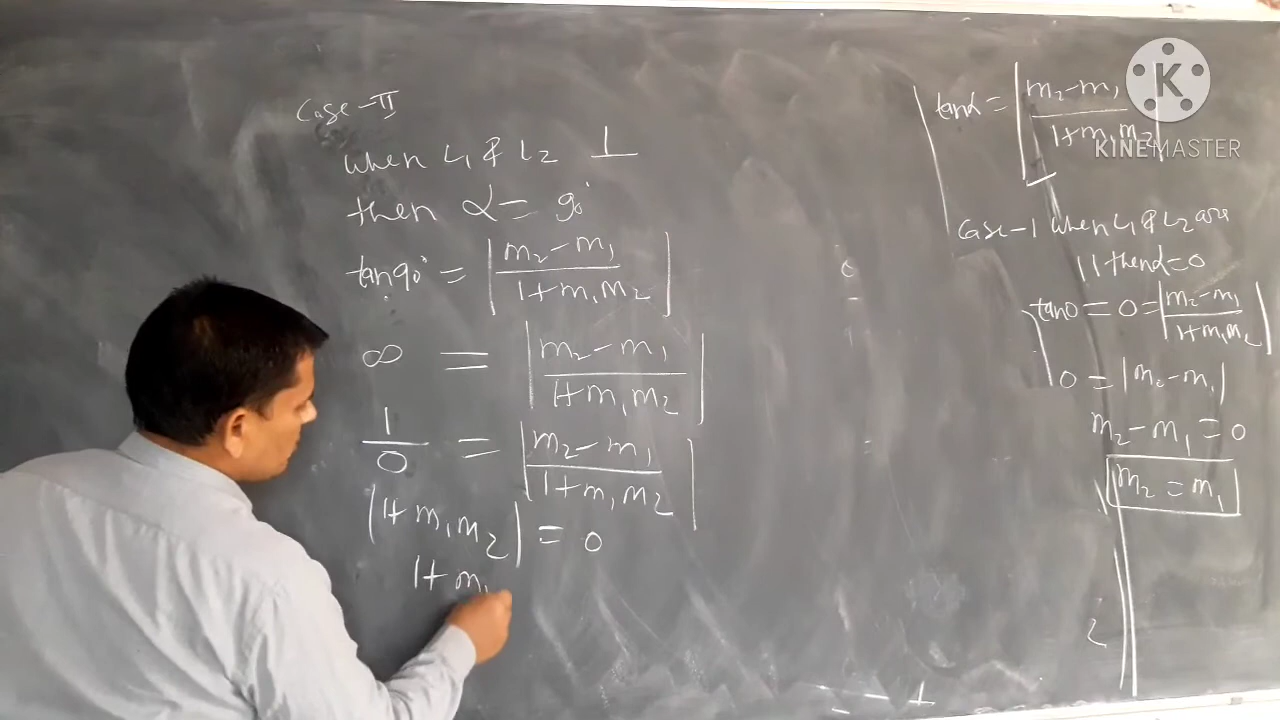 Case-II
when L1 & L2 ⊥
then α = 90°
tan90° = |m2-m1/1+m1m2|
∞ = |m2-m1/1+m1m2|
1/0 = |m2-m1/1+m1m2|
|1+m1m2| = 0
1+m1
tanα = |m2-m1/1+m1m2|
K
KINEMASTER
Case-1 when L1 & L2 are
|| then α=0
tan0 = 0 = |m2-m1/1+m1m2|
0 = |m2-m1|
m2-m1 = 0
m2 = m1